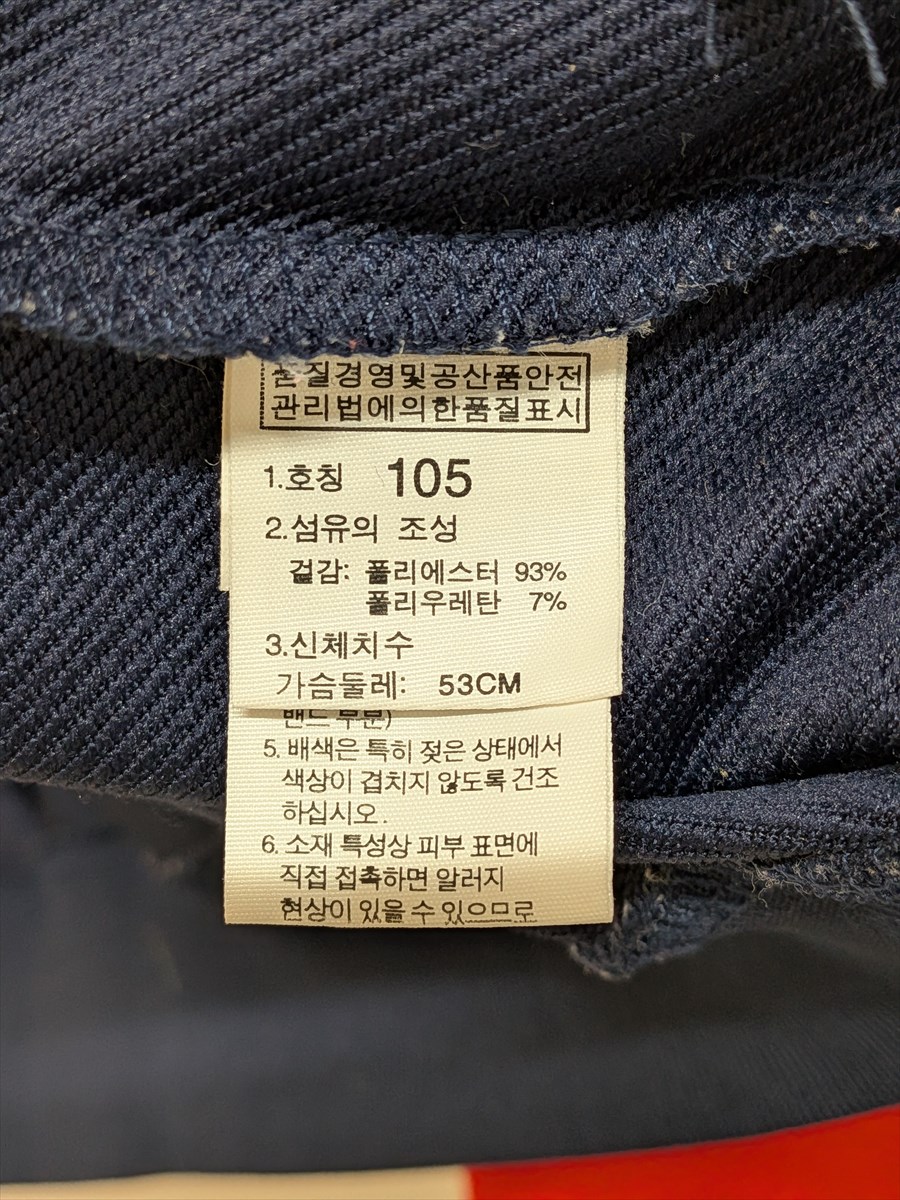 품질경영및공산품안전
관리법에의한품질표시
1.호칭 105
2.섬유의 조성
겉감: 폴리에스터 93%
폴리우레탄 7%
3.신체치수
가슴둘레: 53CM
밴드 부분)
5. 배색은 특히 젖은 상태에서
색상이 겹치지 않도록 건조
하십시오.
6. 소재 특성상 피부 표면에
직접 접촉하면 알러지
현상이 있을 수 있으므로